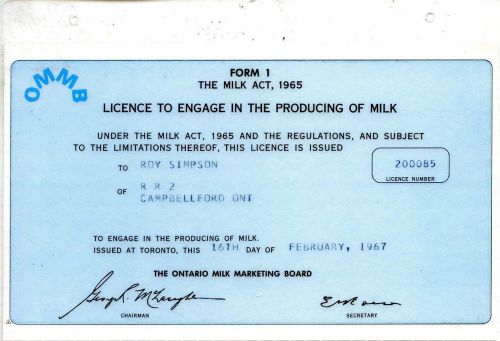 OMMB
FORM 1
THE MILK ACT, 1965
LICENCE TO ENGAGE IN THE PRODUCING OF MILK
UNDER THE MILK ACT, 1965 AND THE REGULATIONS, AND SUBJECT
TO THE LIMITATIONS THEREOF, THIS LICENCE IS ISSUED
TO ROY SIMPSON
200085
LICENCE NUMBER
OF R R 2
CAMPBELLFORD ONT
TO ENGAGE IN THE PRODUCING OF MILK.
ISSUED AT TORONTO, THIS 16TH DAY OF FEBRUARY, 1967
THE ONTARIO MILK MARKETING BOARD
George R. McLaughlin
CHAIRMAN
SECRETARY